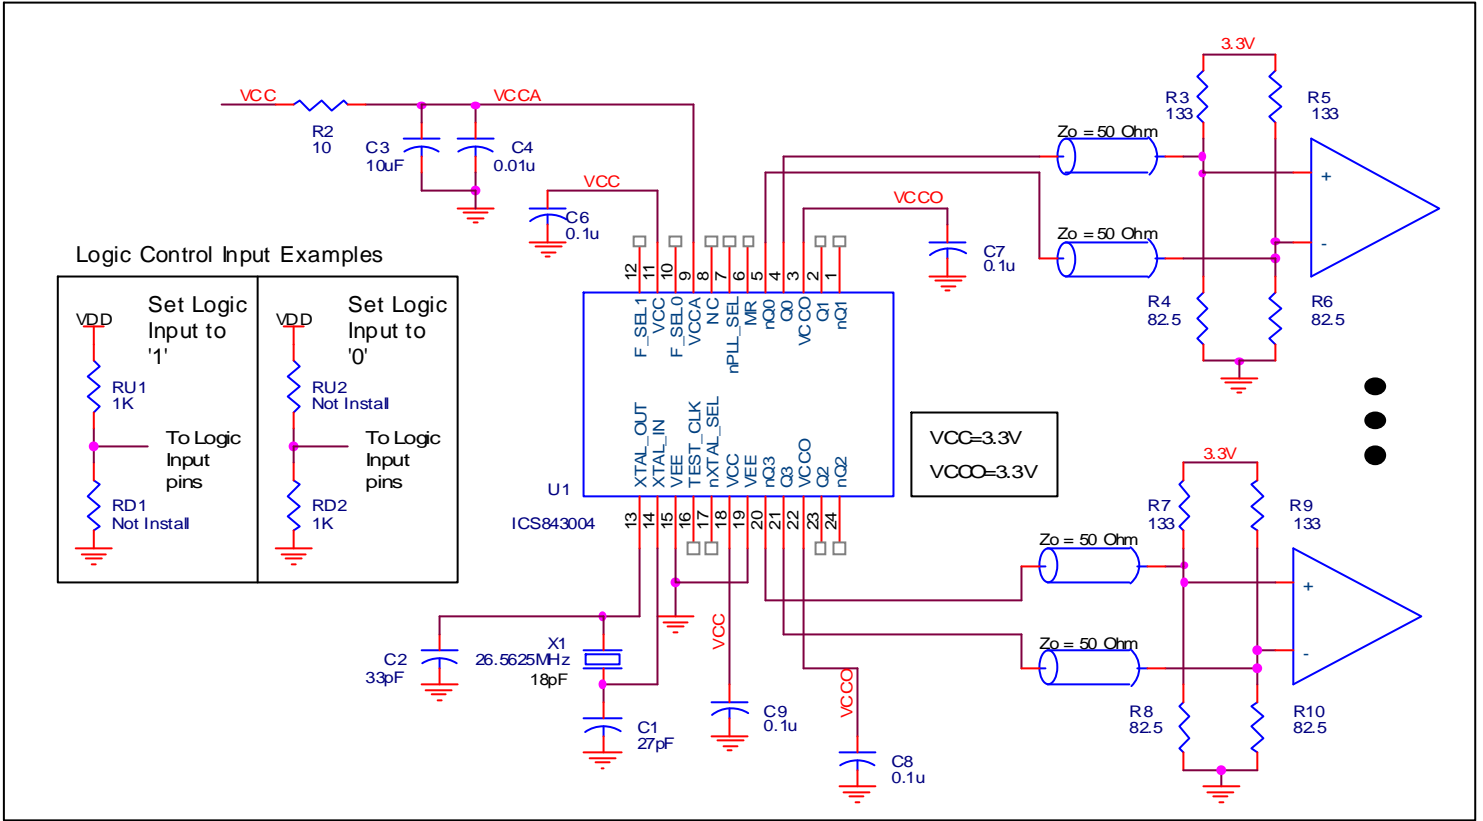 3.3V
VCC
VCCA
R2
10
C3
10uF
C4
0.01u
R3
133
R5
133
Zo = 50 Ohm
+
VCC
C6
0.1u
VCCO
C7
0.1u
Zo = 50 Ohm
-
R4
82.5
R6
82.5
Logic Control Input Examples
Set Logic
Input to
'1'
VDD
RU1
1K
To Logic
Input
pins
RD1
Not Install
Set Logic
Input to
'0'
VDD
RU2
Not Install
To Logic
Input
pins
RD2
1K
12
11
10
9
8
7
6
5
4
3
2
1
F_SEL1
VCC
F_SEL0
VCCA
NC
nPLL_SEL
MR
nQ0
Q0
VCCO
Q1
nQ1
XTAL_OUT
XTAL_IN
VEE
TEST_CLK
nXTAL_SEL
VCC
VEE
nQ3
Q3
VCCO
Q2
nQ2
U1
ICS843004
13
14
15
16
17
18
19
20
21
22
23
24
VCC=3.3V
VCCO=3.3V
3.3V
R7
133
R9
133
Zo = 50 Ohm
+
Zo = 50 Ohm
-
R8
82.5
R10
82.5
C2
33pF
X1
26.5625MHz
18pF
C1
27pF
VCC
C9
0.1u
VCCO
C8
0.1u